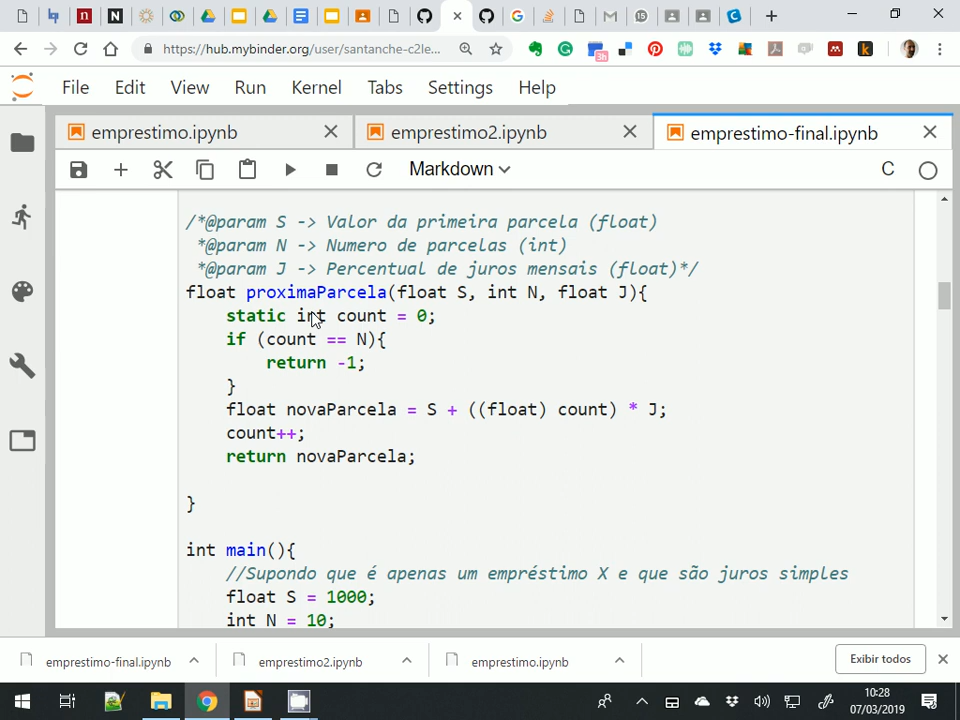 https://hub.mybinder.org/user/santanche-c2le...
3h
15
File Edit View Run Kernel Tabs Settings Help
emprestimo.ipynb
emprestimo2.ipynb
emprestimo-final.ipynb
Markdown
C
/*@param S -> Valor da primeira parcela (float)
*@param N -> Numero de parcelas (int)
*@param J -> Percentual de juros mensais (float)*/
float proximaParcela(float S, int N, float J){
static int count = 0;
if (count == N){
return -1;
}
float novaParcela = S + ((float) count) * J;
count++;
return novaParcela;
}
int main(){
//Supondo que é apenas um empréstimo X e que são juros simples
float S = 1000;
int N = 10;
emprestimo-final.ipynb
emprestimo2.ipynb
emprestimo.ipynb
Exibir todos
10:28
07/03/2019